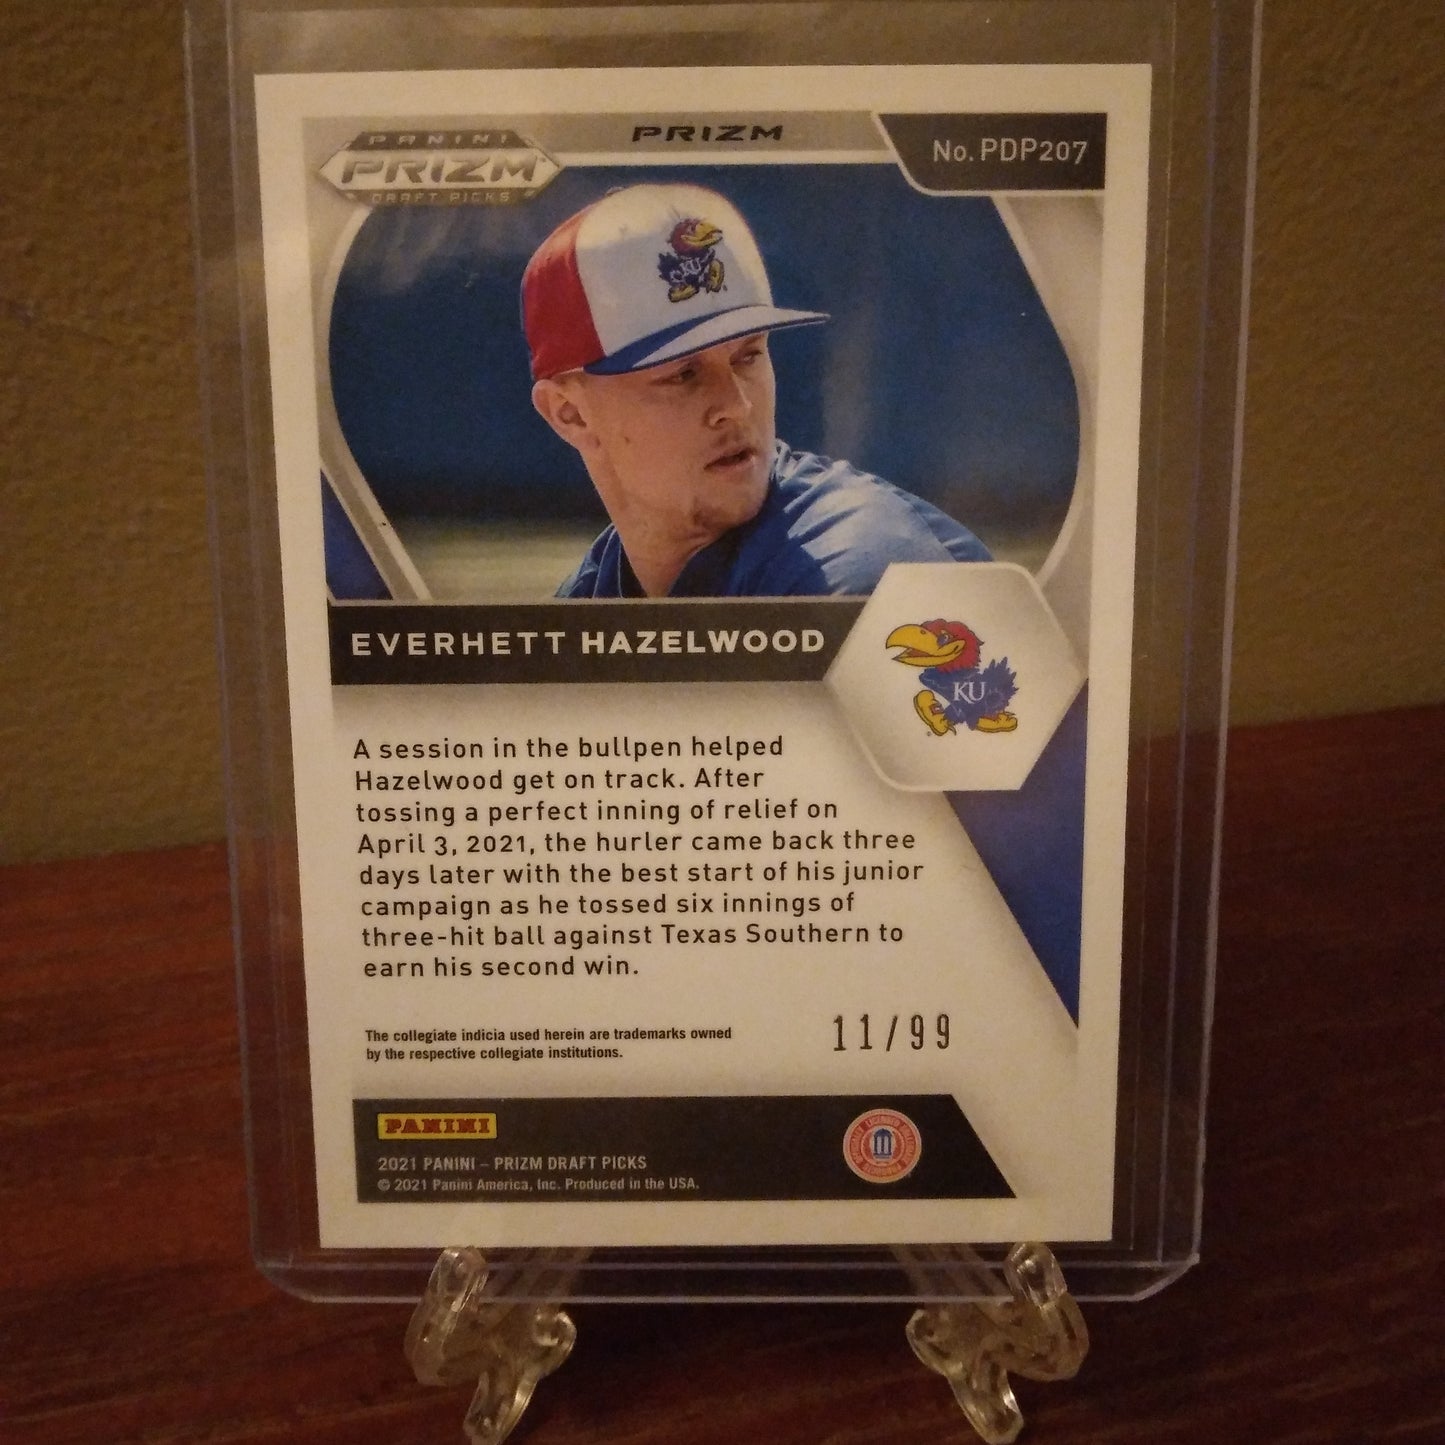 PANINI
PRIZM
DRAFT PICKS
PRIZM
No. PDP207
KU
EVERHETT HAZELWOOD
KU
A session in the bullpen helped
Hazelwood get on track. After
tossing a perfect inning of relief on
April 3, 2021, the hurler came back three
days later with the best start of his junior
campaign as he tossed six innings of
three-hit ball against Texas Southern to
earn his second win.
The collegiate indicia used herein are trademarks owned
by the respective collegiate institutions.
11/99
PANINI
2021 PANINI – PRIZM DRAFT PICKS
© 2021 Panini America, Inc. Produced in the USA.